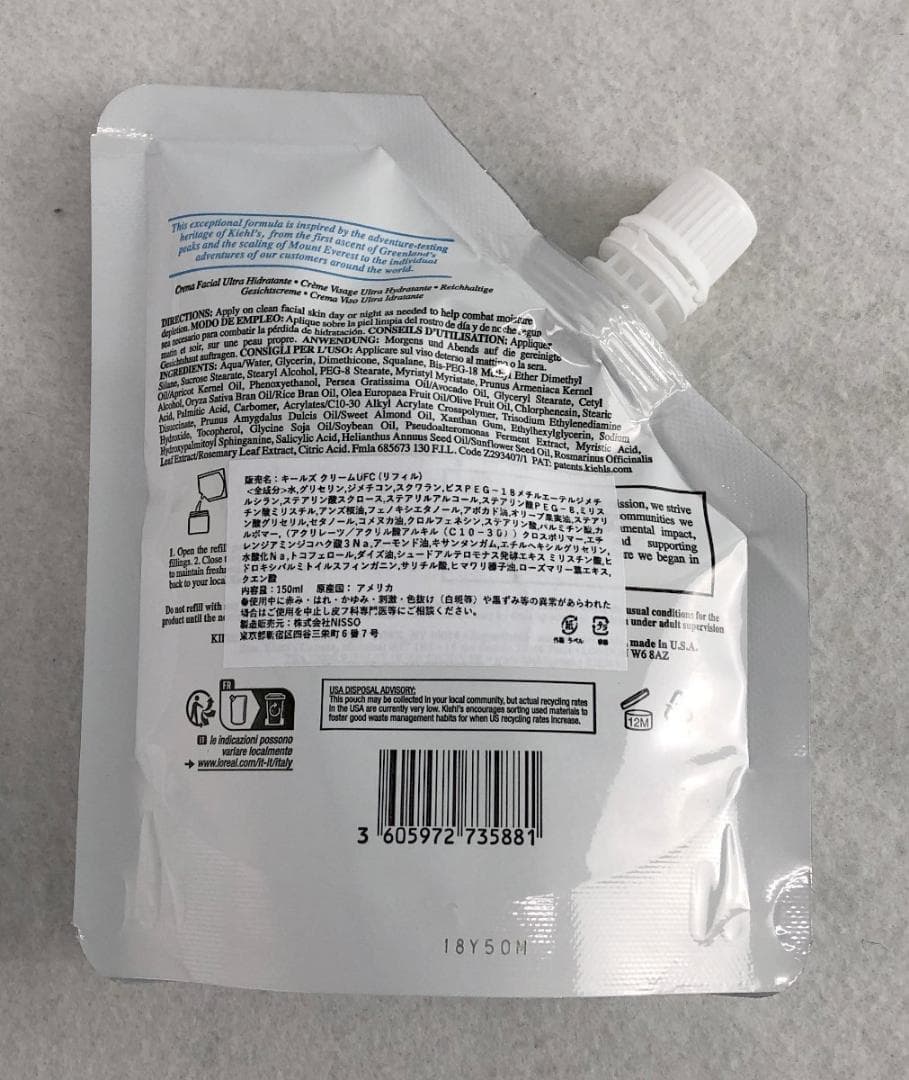 This exceptional formula is inspired by the adventure-testing
heritage of Kiehl's, from the first ascent of Greenland's
peaks and the scaling of Mount Everest to the individual
adventures of our customers around the world.
Crema Facial Ultra Hidratante • Crème Visage Ultra Hydratante • Reichhaltige
Gesichtscreme • Crema Viso Ultra Idratante
DIRECTIONS: Apply on clean facial skin day or night as needed to help combat moisture
depletion. MODO DE EMPLEO: Aplique sobre la piel limpia del rostro de día y de noche según
sea necesario para combatir la pérdida de hidratación. CONSEILS D'UTILISATION: Appliquer
matin et soir, sur une peau propre. ANWENDUNG: Morgens und Abends auf die gereinigte
Gesichtshaut auftragen. CONSIGLI PER L'USO: Applicare sul viso deterso al mattino o la sera.
INGREDIENTS: Aqua/Water, Glycerin, Dimethicone, Squalane, Bis-PEG-18 Methyl Ether Dimethyl
Silane, Sucrose Stearate, Stearyl Alcohol, PEG-8 Stearate, Myristyl Myristate, Prunus Armeniaca Kernel
Oil/Apricot Kernel Oil, Phenoxyethanol, Persea Gratissima Oil/Avocado Oil, Glyceryl Stearate, Cetyl
Alcohol, Oryza Sativa Bran Oil/Rice Bran Oil, Olea Europaea Fruit Oil/Olive Fruit Oil, Chlorphenesin, Stearic
Acid, Palmitic Acid, Carbomer, Acrylates/C10-30 Alkyl Acrylate Crosspolymer, Trisodium Ethylenediamine
Disuccinate, Prunus Amygdalus Dulcis Oil/Sweet Almond Oil, Xanthan Gum, Ethylhexylglycerin, Sodium
Hydroxide, Tocopherol, Glycine Soja Oil/Soybean Oil, Pseudoalteromonas Ferment Extract, Myristic Acid,
Hydroxypalmitoyl Sphinganine, Salicylic Acid, Helianthus Annuus Seed Oil/Sunflower Seed Oil, Rosmarinus Officinalis
Leaf Extract/Rosemary Leaf Extract, Citric Acid. Fmla 685673 130 F.I.L. Code Z293407/1 PAT: patents.kiehls.com
販売名：キールズ クリームUFC（リフィル）
<全成分>水,グリセリン,ジメチコン,スクワラン,ビスPEG-18メチルエーテルジメチ
ルシラン,ステアリン酸スクロース,ステアリルアルコール,ステアリン酸PEG-8,ミリス
チン酸ミリスチル,アンズ核油,フェノキシエタノール,アボカド油,オリーブ果実油,ステアリ
ン酸グリセリル,セタノール,コメヌカ油,クロルフェネシン,ステアリン酸,パルミチン酸,カ
ルボマー,（アクリレーツ／アクリル酸アルキル（C10-30））クロスポリマー,エチ
レンジアミンジコハク酸3Na,アーモンド油,キサンタンガム,エチルヘキシルグリセリン,
水酸化Na,トコフェロール,ダイズ油,シュードアルテロモナス発酵エキス,ミリスチン酸,ヒ
ドロキシパルミトイルスフィンガニン,サリチル酸,ヒマワリ種子油,ローズマリー葉エキス,
クエン酸
内容量：150ml 原産国：アメリカ
●使用中に赤み・はれ・かゆみ・刺激・色抜け（白斑等）や黒ずみ等の異常があらわれた
場合はご使用を中止し皮フ科専門医等にご相談ください。
製造販売元：株式会社NISSO
東京都新宿区四谷三栄町6番7号
外箱 ラベル 容器
ission, we strive
ommunities we
mental impact,
nd supporting
re we began in
1. Open the refil
fillings. 2. Close t
to maintain freshn
back to your loca
Do not refill with
product until the ne
KI
usual conditions for the
under adult supervision
made in U.S.A.
W6 8AZ
FR
IT le indicazioni possono
variare localmente
➔ www.loreal.com/it-it/italy
USA DISPOSAL ADVISORY:
This pouch may be collected in your local community, but actual recycling rates
in the USA are currently very low. Kiehl's encourages sorting used materials to
foster good waste management habits for when US recycling rates increase.
12M
3 605972 735881
18Y50M